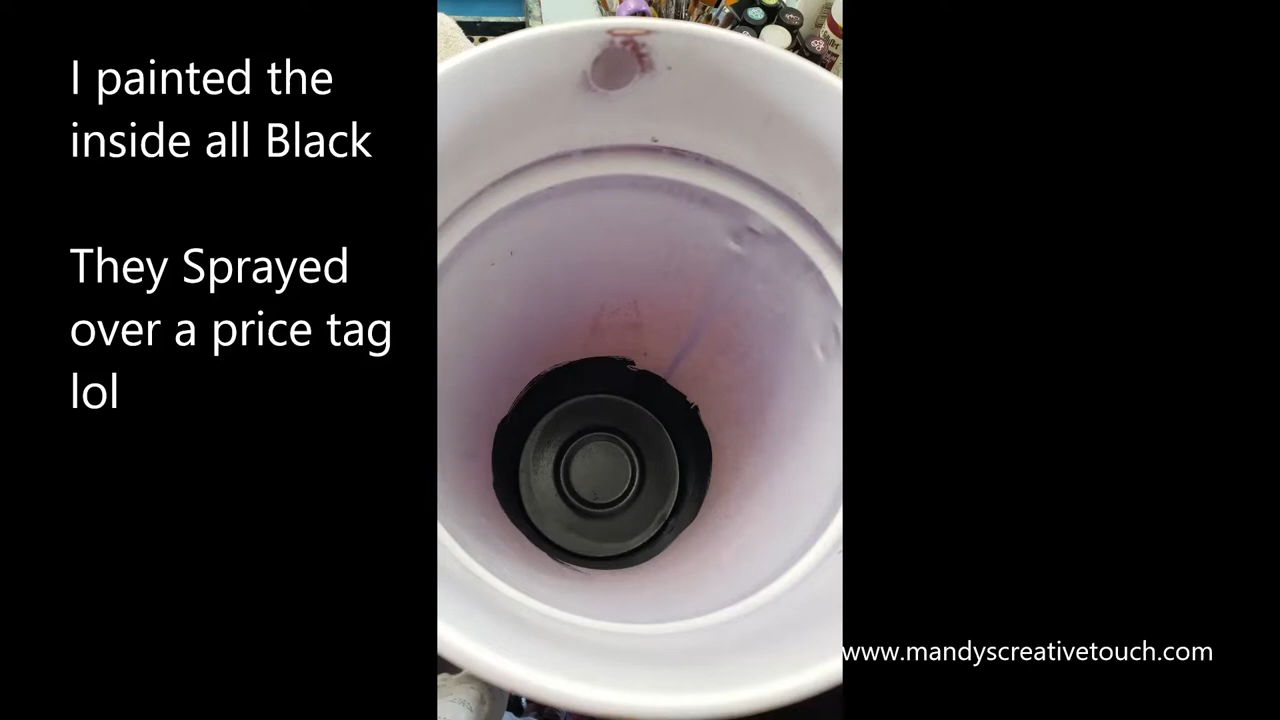 I painted the
inside all Black
They Sprayed
over a price tag
lol
www.mandyscreativetouch.com